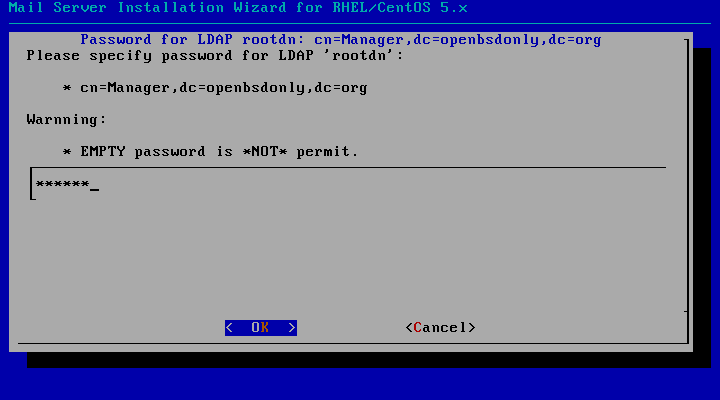 Mail Server Installation Wizard for RHEL/CentOS 5.x
Password for LDAP rootdn: cn=Manager,dc=openbsdonly,dc=org
Please specify password for LDAP 'rootdn':
* cn=Manager,dc=openbsdonly,dc=org
Warnning:
* EMPTY password is *NOT* permit.
******_
< OK > <Cancel>